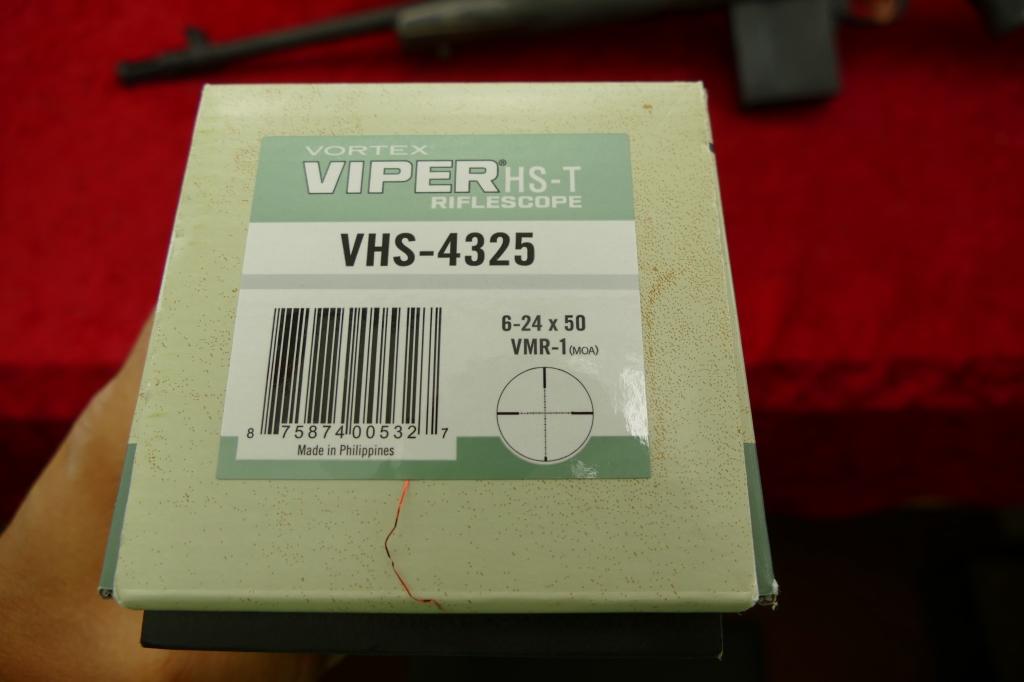 VORTEX
VIPER® HS-T
RIFLESCOPE
VHS-4325
6-24 x 50
VMR-1 (MOA)
8 75874 00532 7
Made in Philippines